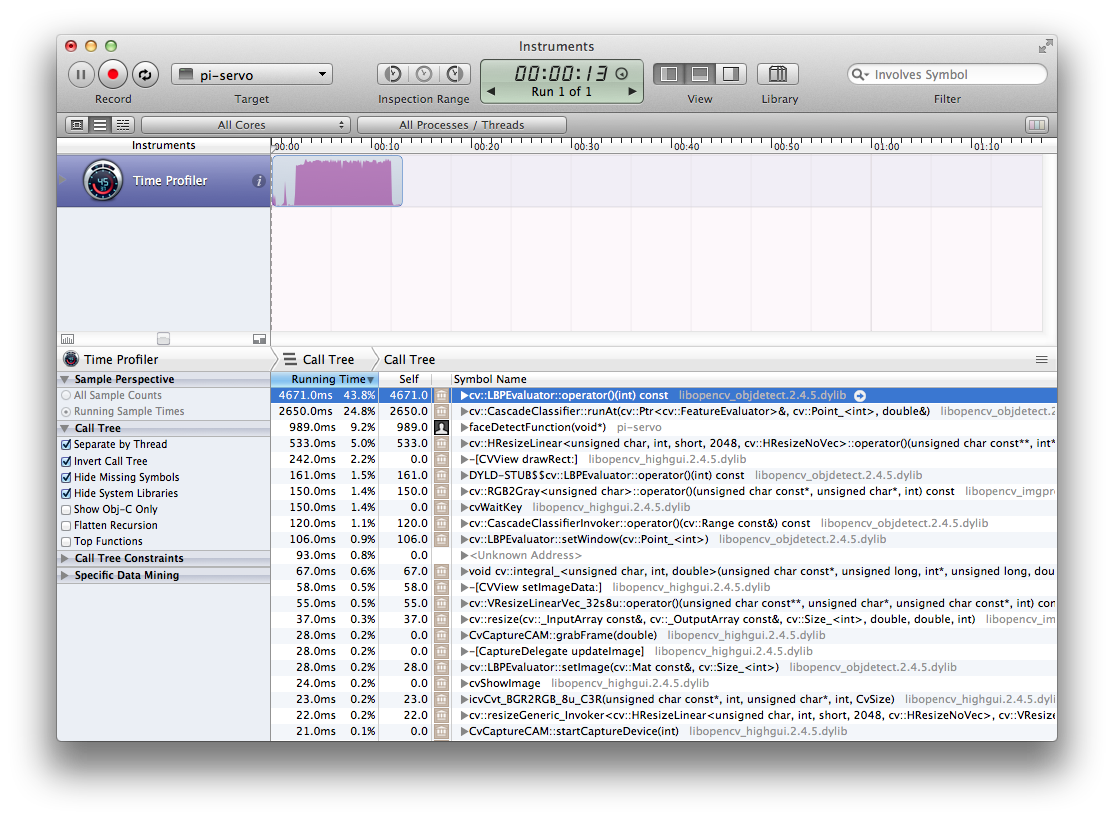 Instruments
pi-servo
00:00:13
Run 1 of 1
Involves Symbol
Record
Target
Inspection Range
View
Library
Filter
All Cores
All Processes / Threads
Instruments
00:00 00:10 00:20 00:30 00:40 00:50 01:00 01:10
Time Profiler
Time Profiler
Call Tree
Call Tree
Sample Perspective
All Sample Counts
Running Sample Times
Call Tree
Separate by Thread
Invert Call Tree
Hide Missing Symbols
Hide System Libraries
Show Obj-C Only
Flatten Recursion
Top Functions
Call Tree Constraints
Specific Data Mining
Running Time Self Symbol Name
4671.0ms 43.8% 4671.0 cv::LBPEvaluator::operator()(int) const libopencv_objdetect.2.4.5.dylib
2650.0ms 24.8% 2650.0 cv::CascadeClassifier::runAt(cv::Ptr<cv::FeatureEvaluator>&, cv::Point_<int>, double&) libopencv_objdetect.2
989.0ms 9.2% 989.0 faceDetectFunction(void*) pi-servo
533.0ms 5.0% 533.0 cv::HResizeLinear<unsigned char, int, short, 2048, cv::HResizeNoVec>::operator()(unsigned char const**, int*
242.0ms 2.2% 0.0 -[CVView drawRect:] libopencv_highgui.2.4.5.dylib
161.0ms 1.5% 161.0 DYLD-STUB$$cv::LBPEvaluator::operator()(int) const libopencv_objdetect.2.4.5.dylib
150.0ms 1.4% 150.0 cv::RGB2Gray<unsigned char>::operator()(unsigned char const*, unsigned char*, int) const libopencv_imgpr
150.0ms 1.4% 0.0 cvWaitKey libopencv_highgui.2.4.5.dylib
120.0ms 1.1% 120.0 cv::CascadeClassifierInvoker::operator()(cv::Range const&) const libopencv_objdetect.2.4.5.dylib
106.0ms 0.9% 106.0 cv::LBPEvaluator::setWindow(cv::Point_<int>) libopencv_objdetect.2.4.5.dylib
93.0ms 0.8% 0.0 <Unknown Address>
67.0ms 0.6% 67.0 void cv::integral_<unsigned char, int, double>(unsigned char const*, unsigned long, int*, unsigned long, dou
58.0ms 0.5% 58.0 -[CVView setImageData:] libopencv_highgui.2.4.5.dylib
55.0ms 0.5% 55.0 cv::VResizeLinearVec_32s8u::operator()(unsigned char const**, unsigned char*, unsigned char const*, int) con
37.0ms 0.3% 37.0 cv::resize(cv::_InputArray const&, cv::_OutputArray const&, cv::Size_<int>, double, double, int) libopencv_im
28.0ms 0.2% 0.0 CvCaptureCAM::grabFrame(double) libopencv_highgui.2.4.5.dylib
28.0ms 0.2% 0.0 -[CaptureDelegate updateImage] libopencv_highgui.2.4.5.dylib
28.0ms 0.2% 28.0 cv::LBPEvaluator::setImage(cv::Mat const&, cv::Size_<int>) libopencv_objdetect.2.4.5.dylib
24.0ms 0.2% 0.0 cvShowImage libopencv_highgui.2.4.5.dylib
23.0ms 0.2% 23.0 icvCvt_BGR2RGB_8u_C3R(unsigned char const*, int, unsigned char*, int, CvSize) libopencv_highgui.2.4.5.dyli
22.0ms 0.2% 22.0 cv::resizeGeneric_Invoker<cv::HResizeLinear<unsigned char, int, short, 2048, cv::HResizeNoVec>, cv::VResize
21.0ms 0.1% 0.0 CvCaptureCAM::startCaptureDevice(int) libopencv_highgui.2.4.5.dylib